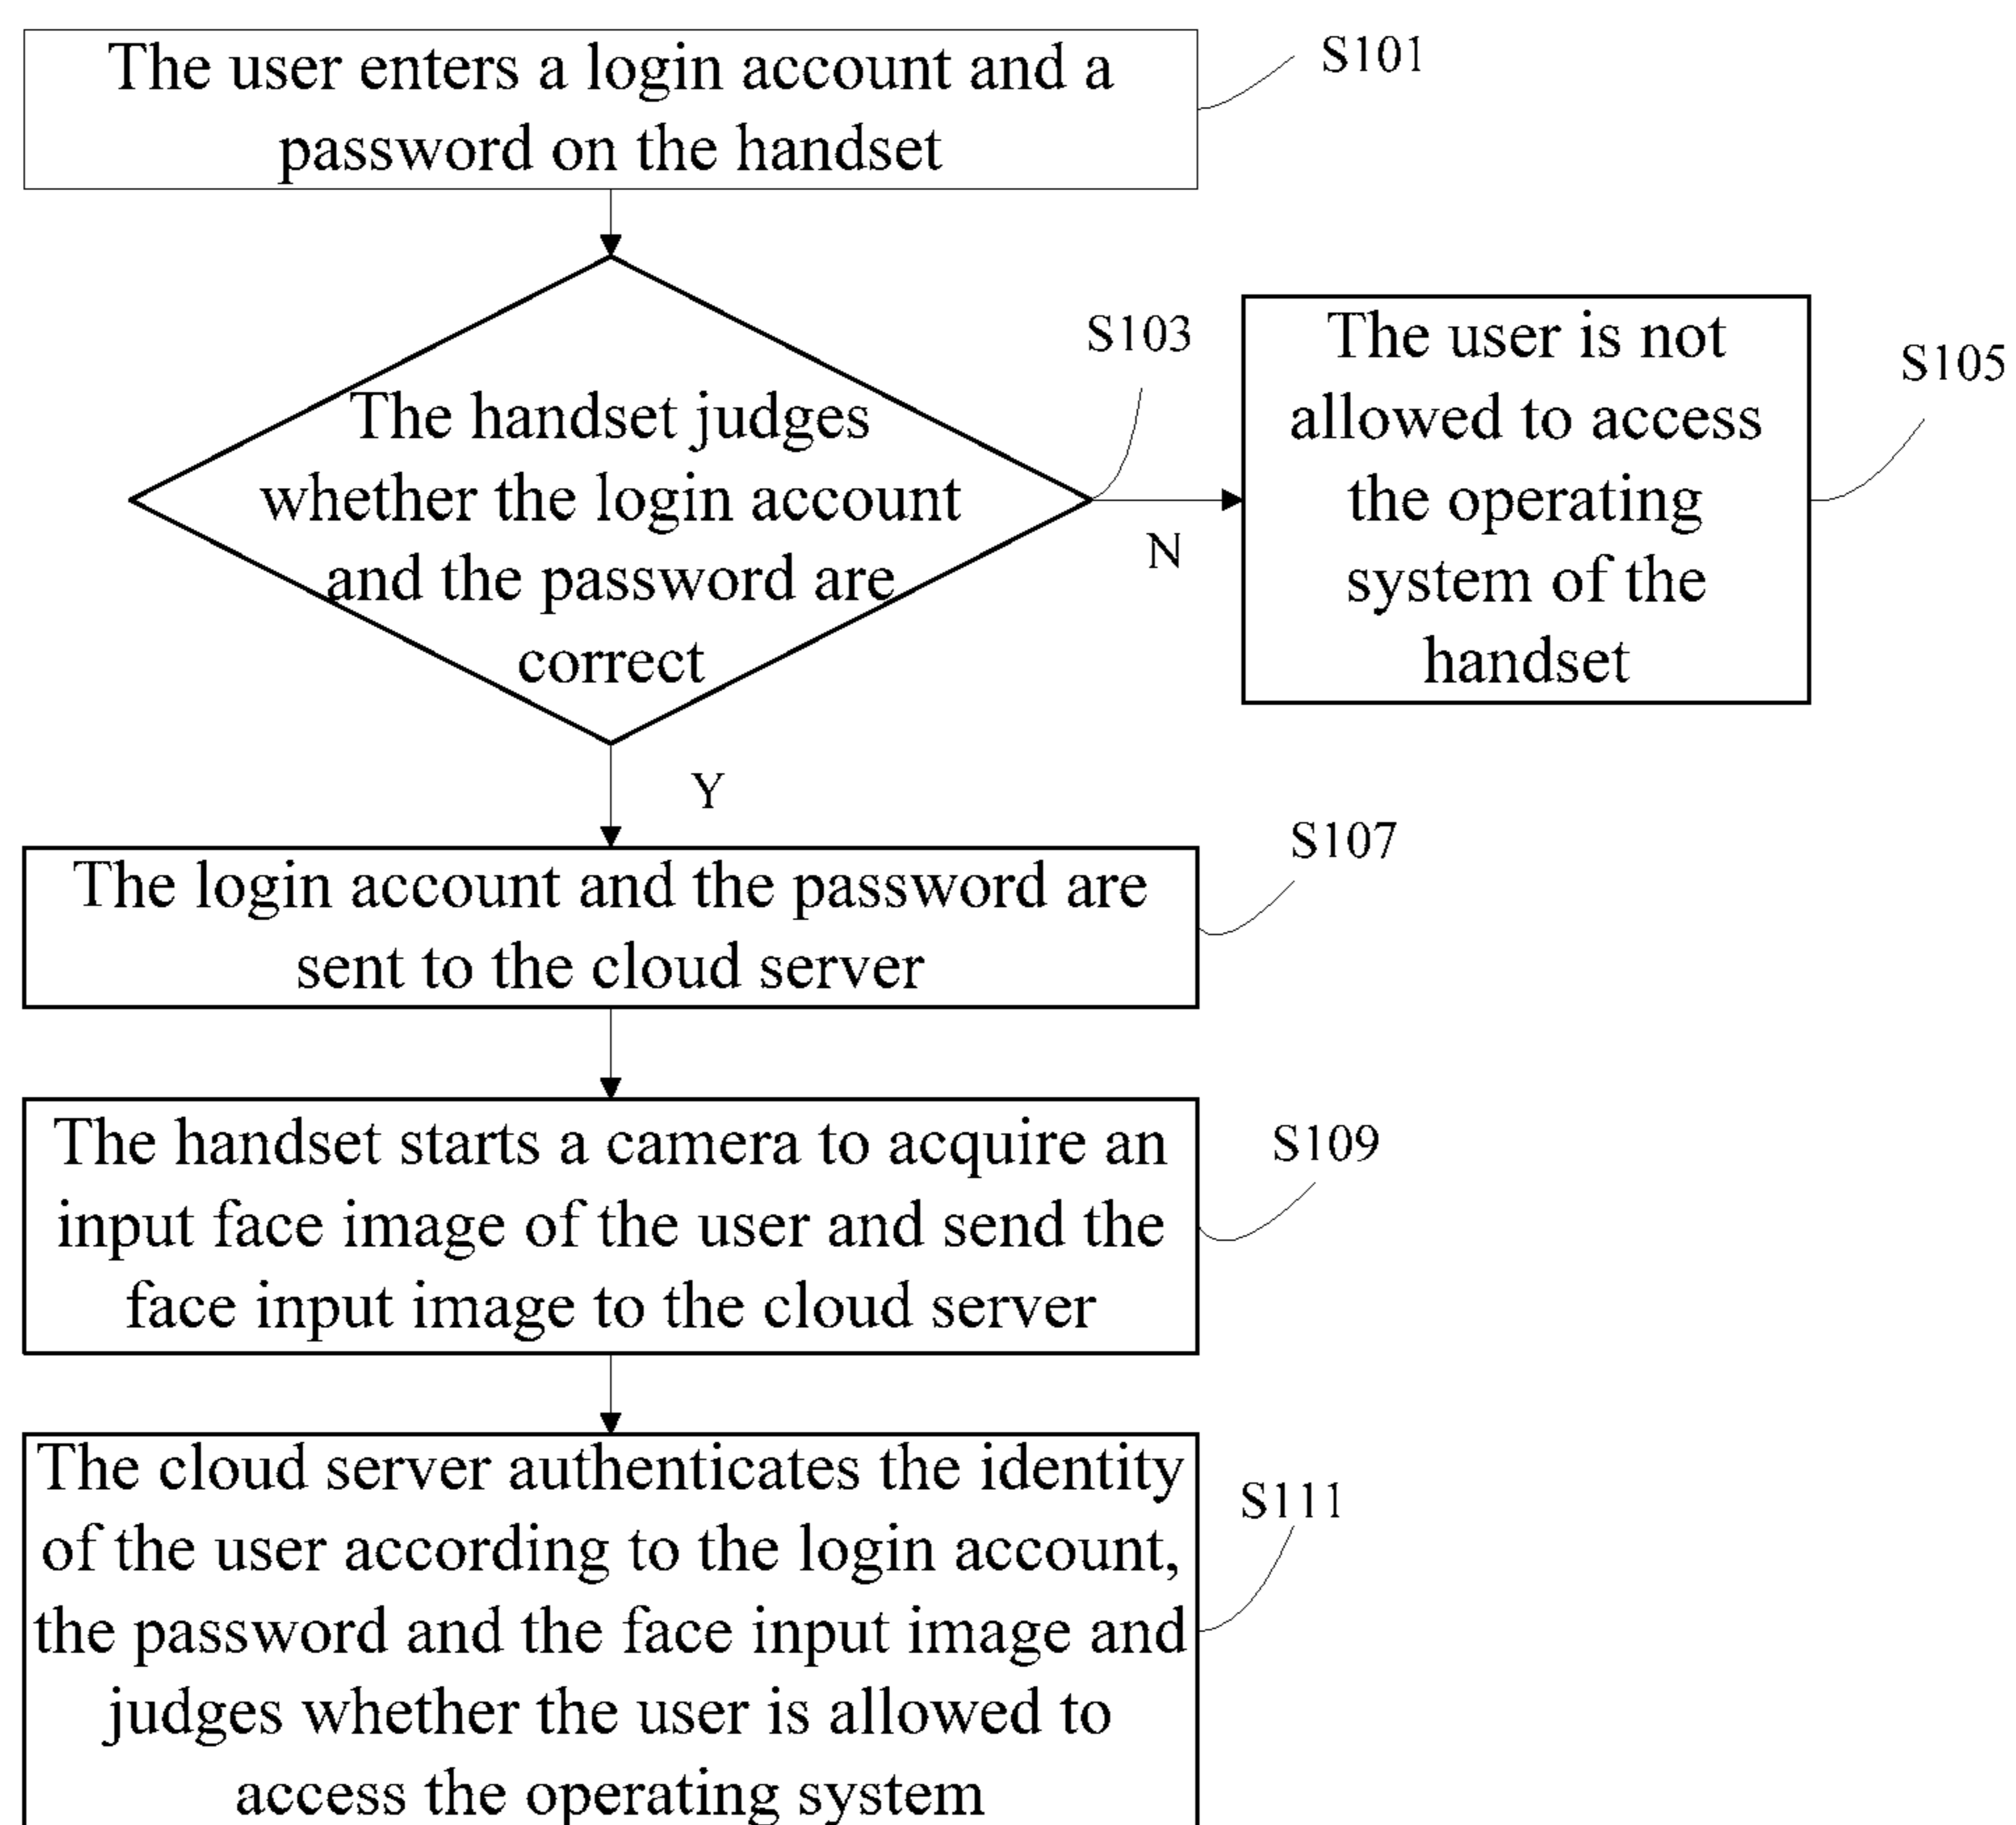 The user enters a login account and a
password on the handset
S101
The handset judges
whether the login account
and the password are
correct
S103
N
The user is not
allowed to access
the operating
system of the
handset
S105
Y
The login account and the password are
sent to the cloud server
S107
The handset starts a camera to acquire an
input face image of the user and send the
face input image to the cloud server
S109
The cloud server authenticates the identity
of the user according to the login account,
the password and the face input image and
judges whether the user is allowed to
access the operating system
S111